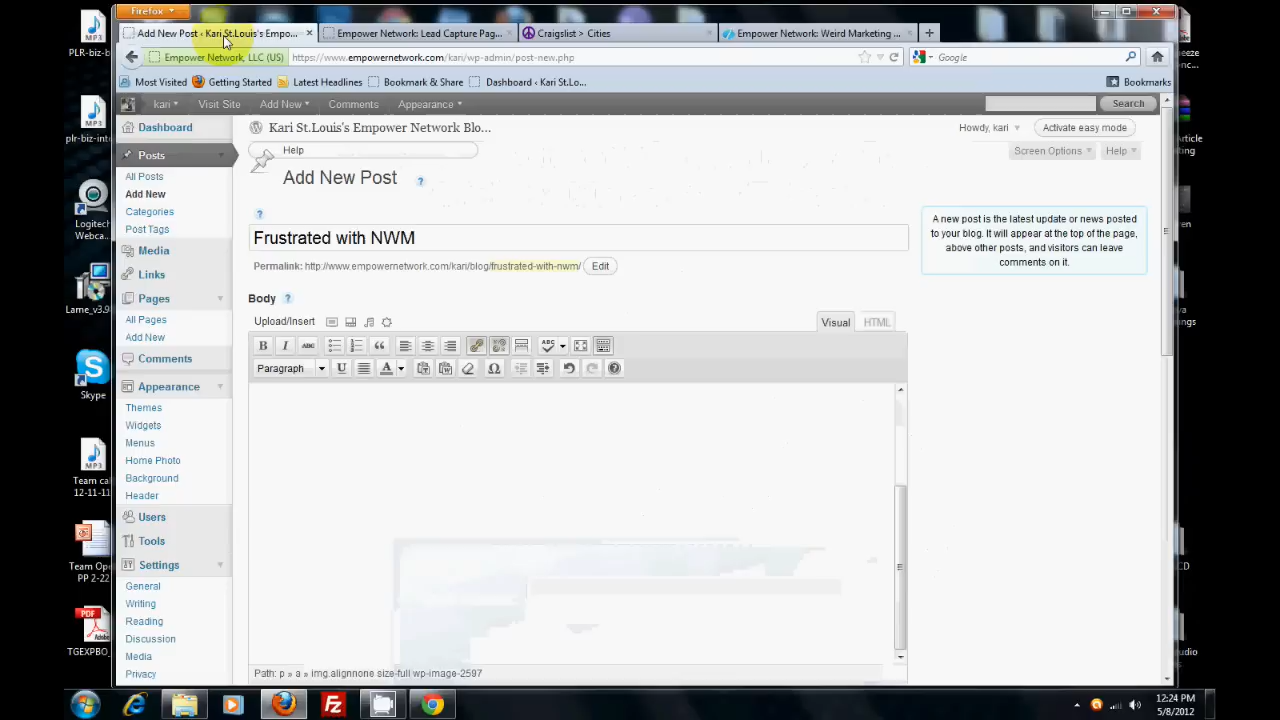 Firefox
Add New Post ‹ Kari St.Louis's Empo...
Empower Network: Lead Capture Pag...
Craigslist > Cities
Empower Network: Weird Marketing ...
Empower Network, LLC (US)
https://www.empowernetwork.com/kari/wp-admin/post-new.php
Google
Most Visited
Getting Started
Latest Headlines
Bookmark & Share
Dashboard ‹ Kari St.Lo...
Bookmarks
kari
Visit Site
Add New
Comments
Appearance
Search
Dashboard
Kari St.Louis's Empower Network Blo...
Howdy, kari
Activate easy mode
Help
Screen Options
Help
Posts
All Posts
Add New
Categories
Post Tags
Media
Links
Pages
All Pages
Add New
Comments
Appearance
Themes
Widgets
Menus
Home Photo
Background
Header
Users
Tools
Settings
General
Writing
Reading
Discussion
Media
Privacy
Add New Post
?
?
Frustrated with NWM
Permalink: http://www.empowernetwork.com/kari/blog/frustrated-with-nwm/ Edit
Body ?
Upload/Insert
Visual
HTML
B I ABC
ABC
Paragraph
U
A
Ω
Path: p » a » img.alignnone size-full wp-image-2597
A new post is the latest update or news posted
to your blog. It will appear at the top of the page,
above other posts, and visitors can leave
comments on it.
MP3
PLR-biz-b
MP3
plr-biz-int
Logitech
Webca...
Lame_v3.9
Skype
MP3
Team cal
12-11-11
Team Ope
PP 2-22
PDF
TGEXPBO_
12:24 PM
5/8/2012